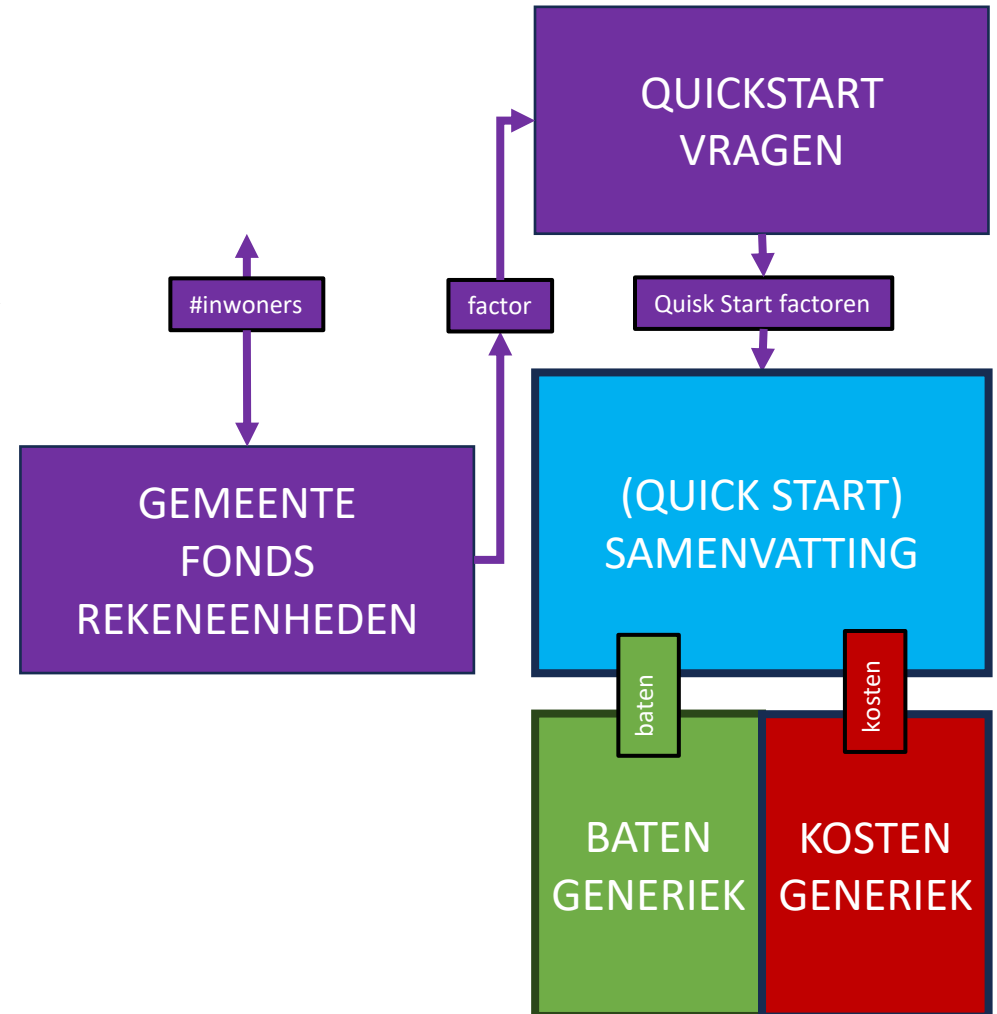 QUICKSTART
VRAGEN
#inwoners
factor
Quisk Start factoren
GEMEENTE
FONDS
REKENEENHEDEN
(QUICK START)
SAMENVATTING
baten
kosten
BATEN
GENERIEK
KOSTEN
GENERIEK